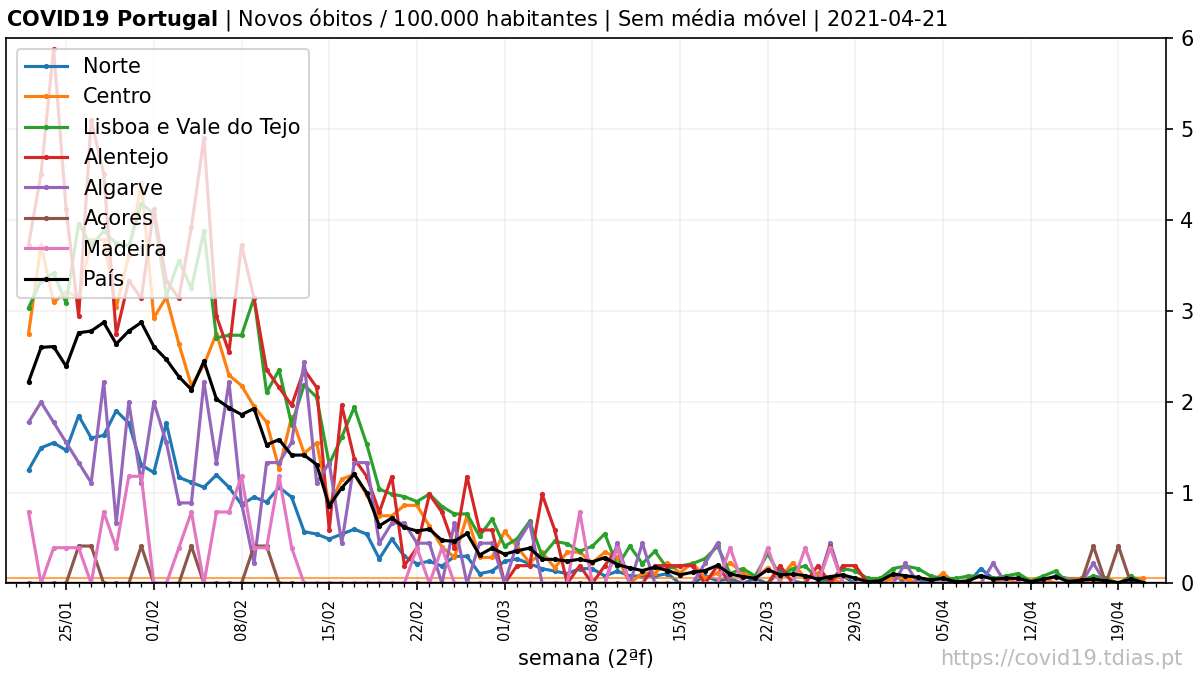 COVID19 Portugal | Novos óbitos / 100.000 habitantes | Sem média móvel | 2021-04-21
Norte
Centro
Lisboa e Vale do Tejo
Alentejo
Algarve
Açores
Madeira
País
6
5
4
3
2
1
0
25/01
01/02
08/02
15/02
22/02
01/03
08/03
15/03
22/03
29/03
05/04
12/04
19/04
semana (2ªf)
https://covid19.tdias.pt